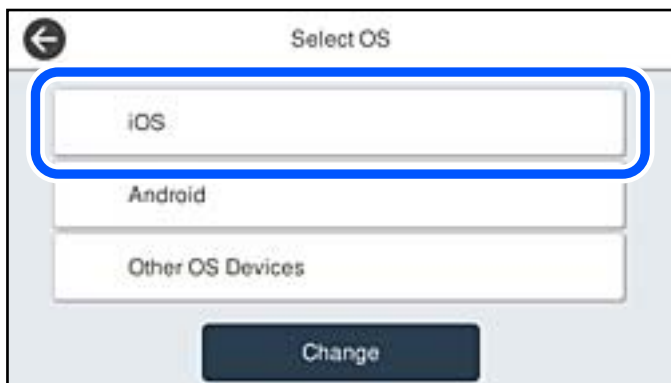 Select OS
iOS
Android
Other OS Devices
Change